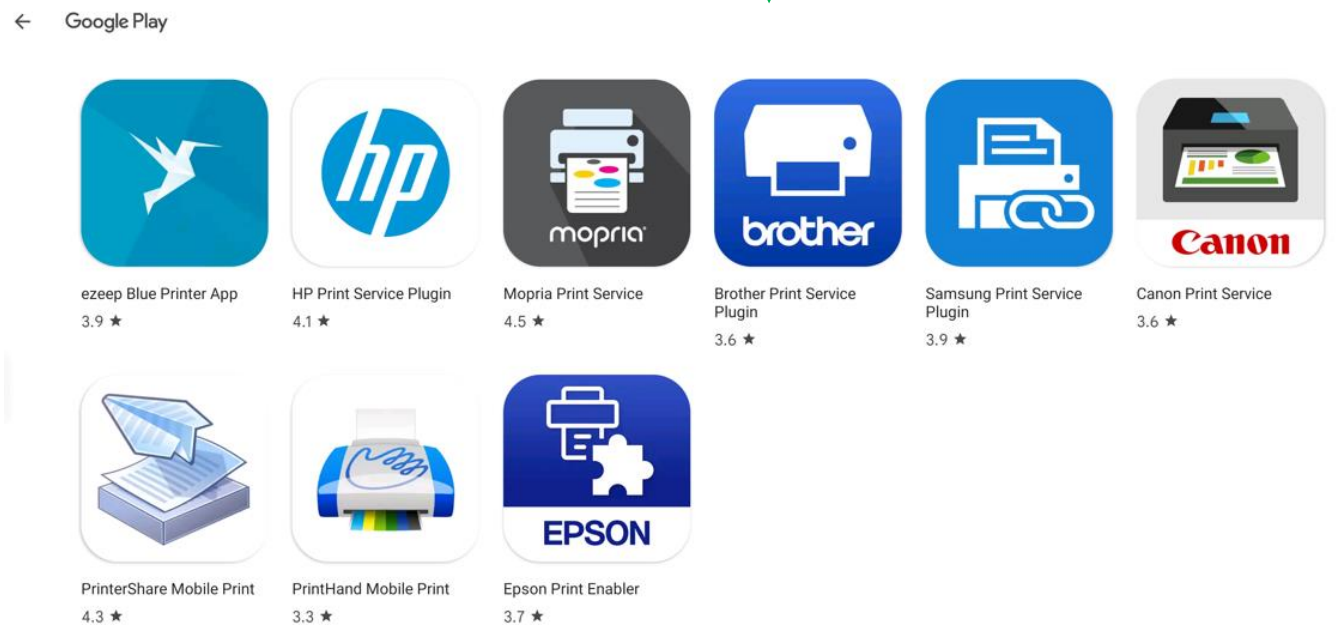 Google Play
hp
mopria
brother
Canon
ezeep Blue Printer App
HP Print Service Plugin
Mopria Print Service
Brother Print Service
Plugin
Samsung Print Service
Plugin
Canon Print Service
3.9 ★
4.1 ★
4.5 ★
3.6 ★
3.9 ★
3.6 ★
EPSON
PrinterShare Mobile Print
PrintHand Mobile Print
Epson Print Enabler
4.3 ★
3.3 ★
3.7 ★